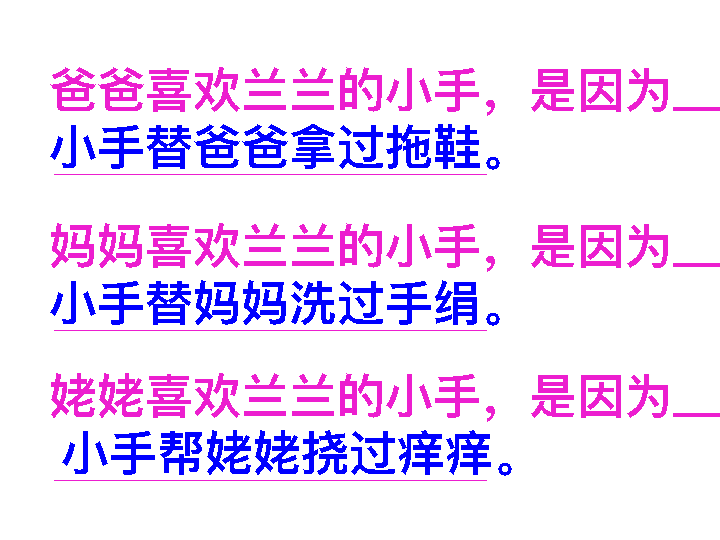 爸爸喜欢兰兰的小手，是因为__
小手替爸爸拿过拖鞋。
妈妈喜欢兰兰的小手，是因为__
小手替妈妈洗过手绢。
姥姥喜欢兰兰的小手，是因为__
小手帮姥姥挠过痒痒。